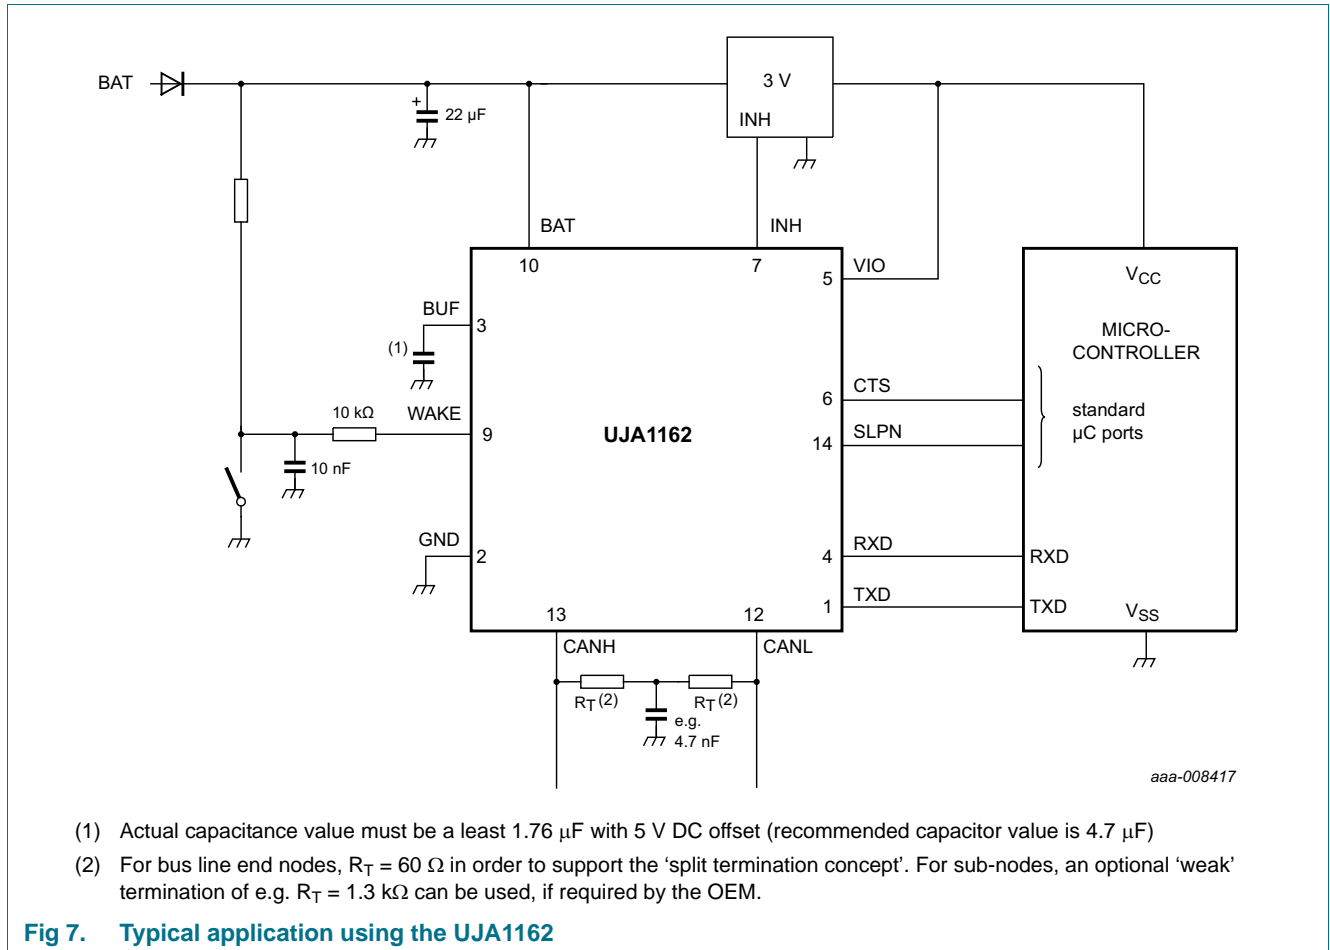 BAT
3 V
+
22 µF
INH
BAT
INH
10
7
VIO
5
VCC
BUF
3
(1)
MICRO-
CONTROLLER
CTS
6
10 kΩ
WAKE
9
UJA1162
SLPN
14
standard
µC ports
10 nF
GND
2
RXD
4
RXD
TXD
1
TXD
13
12
VSS
CANH
CANL
RT(2)
RT(2)
e.g.
4.7 nF
aaa-008417
(1) Actual capacitance value must be a least 1.76 µF with 5 V DC offset (recommended capacitor value is 4.7 µF)
(2) For bus line end nodes, RT = 60 Ω in order to support the ‘split termination concept’. For sub-nodes, an optional ‘weak’
termination of e.g. RT = 1.3 kΩ can be used, if required by the OEM.
Fig 7. Typical application using the UJA1162